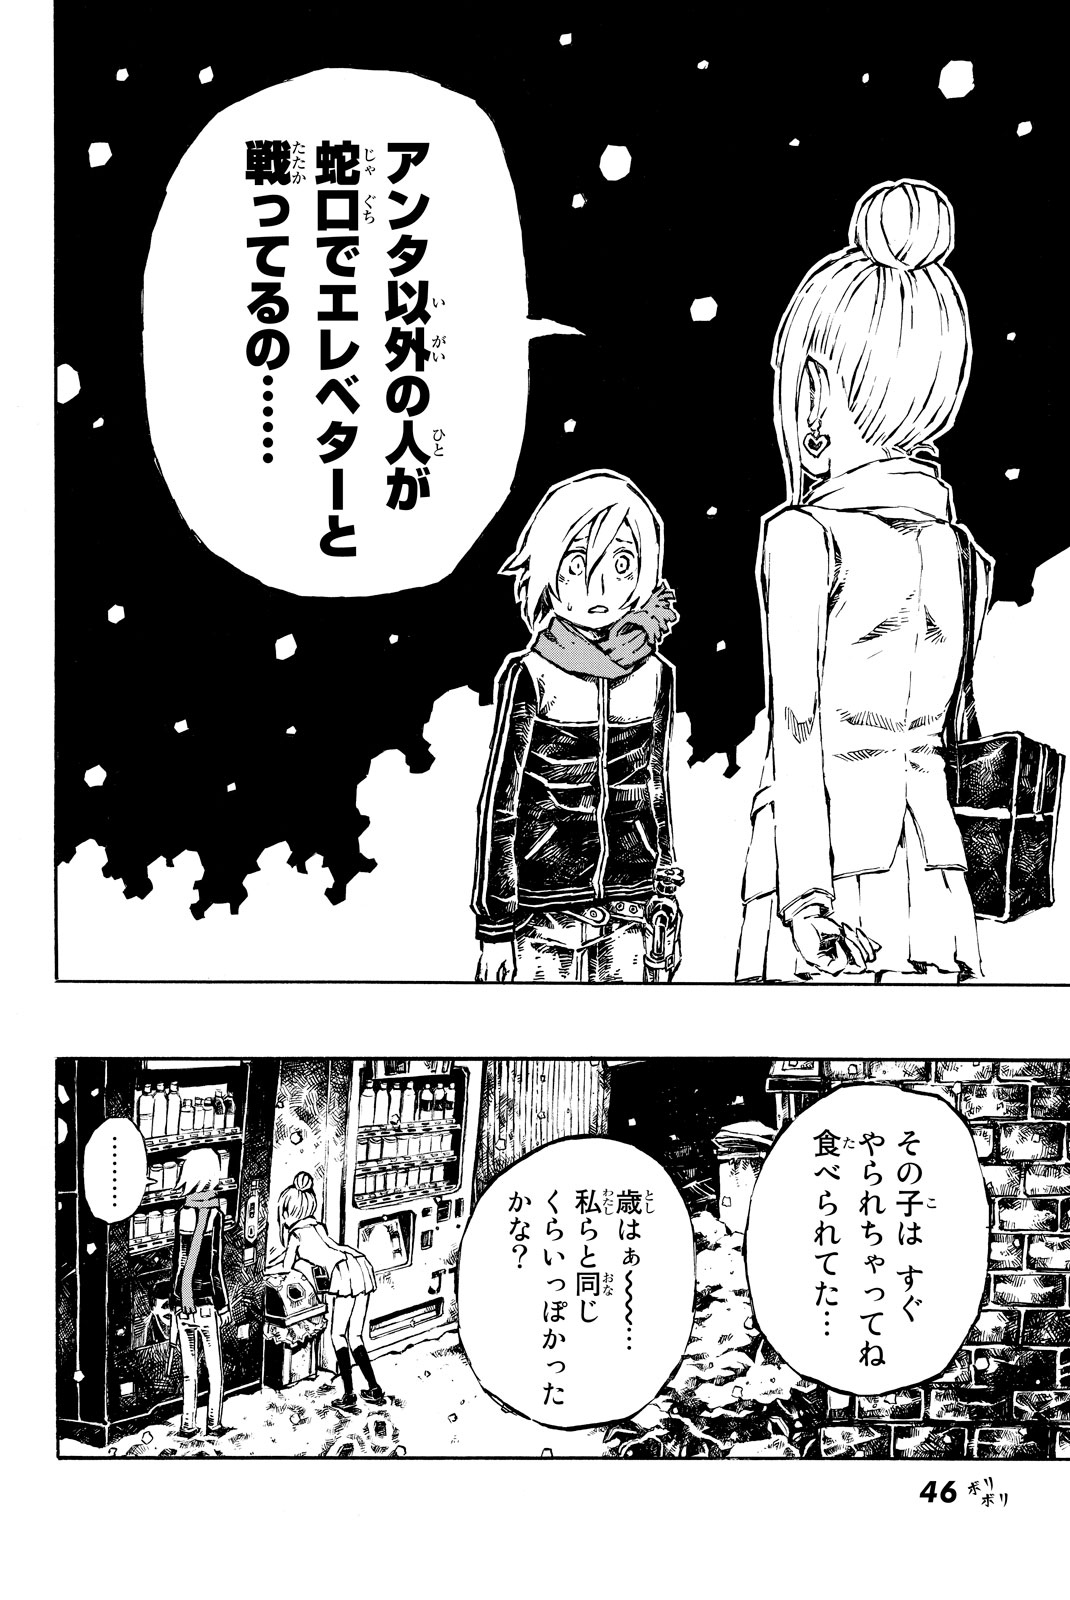 アンタ以外の人が
蛇口でエレベターと
戦ってるの……
その子は すぐ
やられちゃってね
食べられてた…
歳はぁ〜〜〜…
私らと同じ
くらいっぽかった
かな?
………
46 ボリボリ